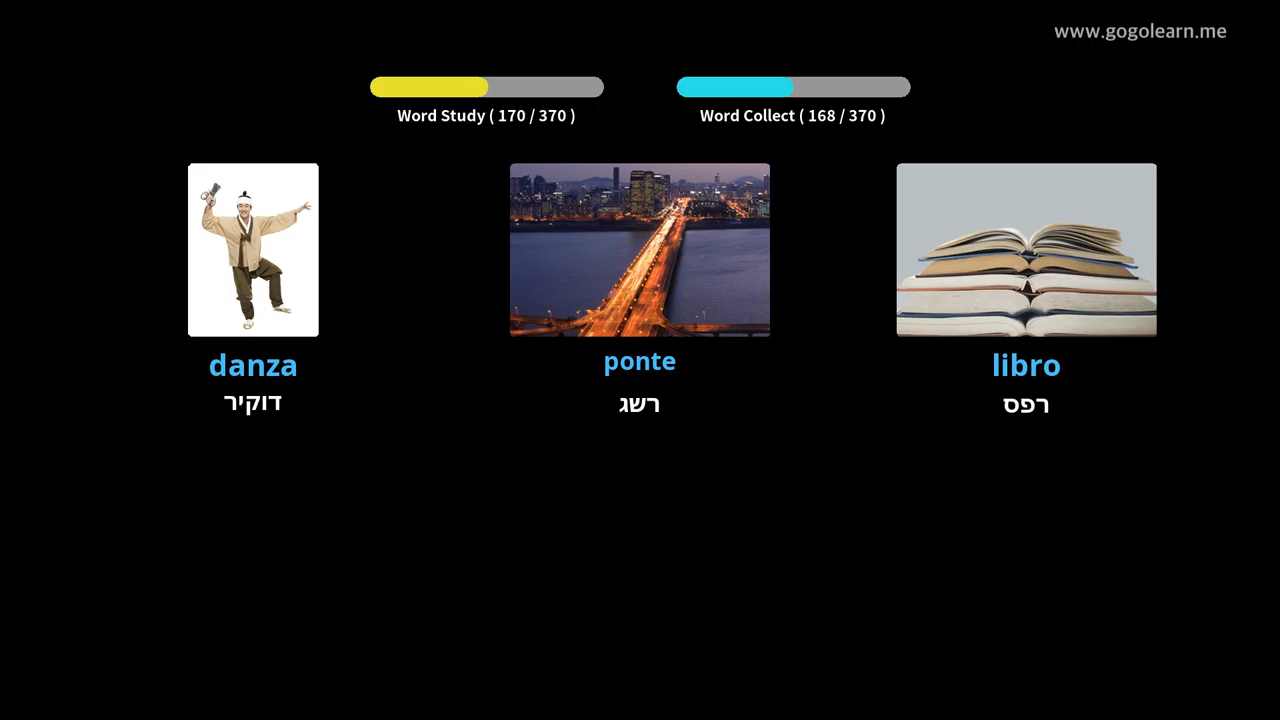 www.gogolearn.me
Word Study ( 170 / 370 )
Word Collect ( 168 / 370 )
danza
דוקיר
ponte
רשג
libro
רפס